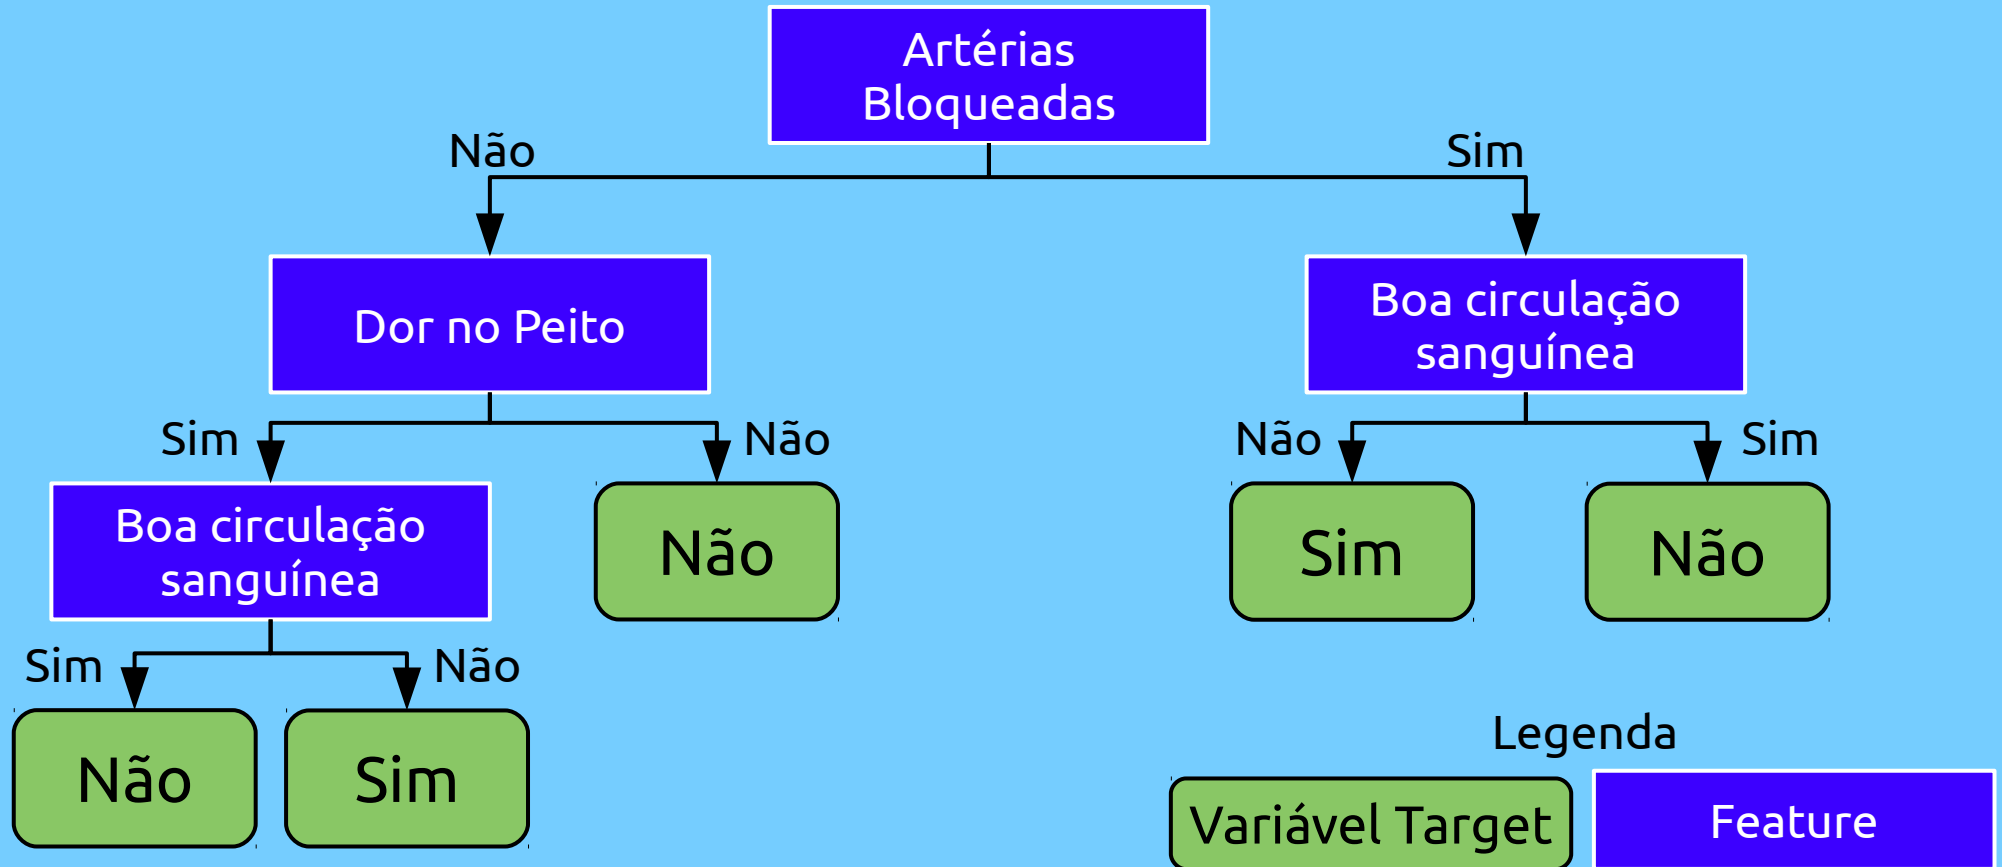 Artérias
Bloqueadas
Não
Sim
Dor no Peito
Boa circulação
sanguínea
Sim
Não
Não
Sim
Boa circulação
sanguínea
Não
Sim
Não
Sim
Não
Não
Sim
Legenda
Variável Target
Feature